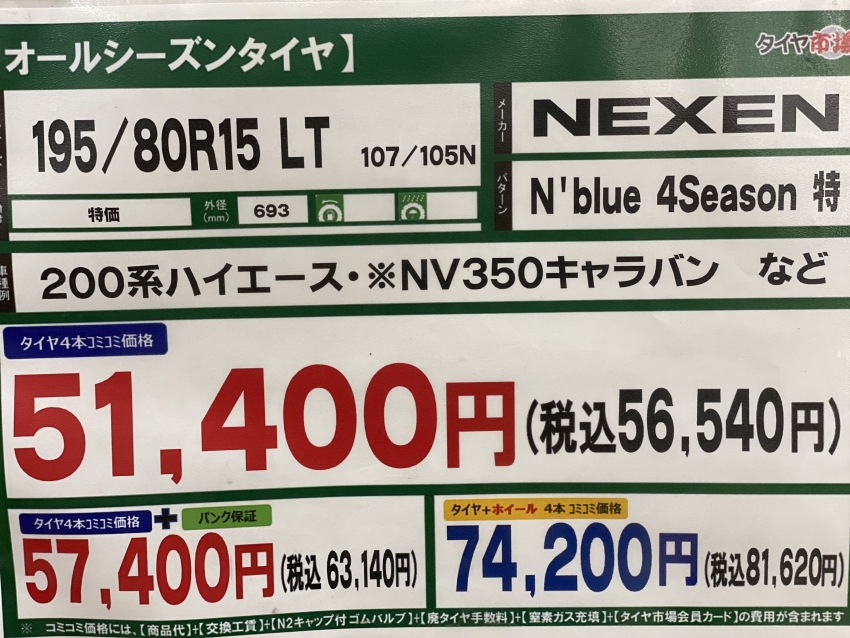 オールシーズンタイヤ】
タイヤ市場
195/80R15 LT 107/105N
メーカー
NEXEN
特価
外径(mm)
693
パターン
N'blue 4Season 特
車種例
200系ハイエース・※NV350キャラバン など
タイヤ4本コミコミ価格
51,400円(税込56,540円)
タイヤ4本コミコミ価格 + パンク保証
57,400円(税込 63,140円)
タイヤ+ホイール 4本 コミコミ価格
74,200円(税込81,620円)
※ コミコミ価格には、【商品代】+【交換工賃】+【N2キャップ付ゴムバルブ】+【廃タイヤ手数料】+【窒素ガス充填】+【タイヤ市場会員カード】の費用が含まれます